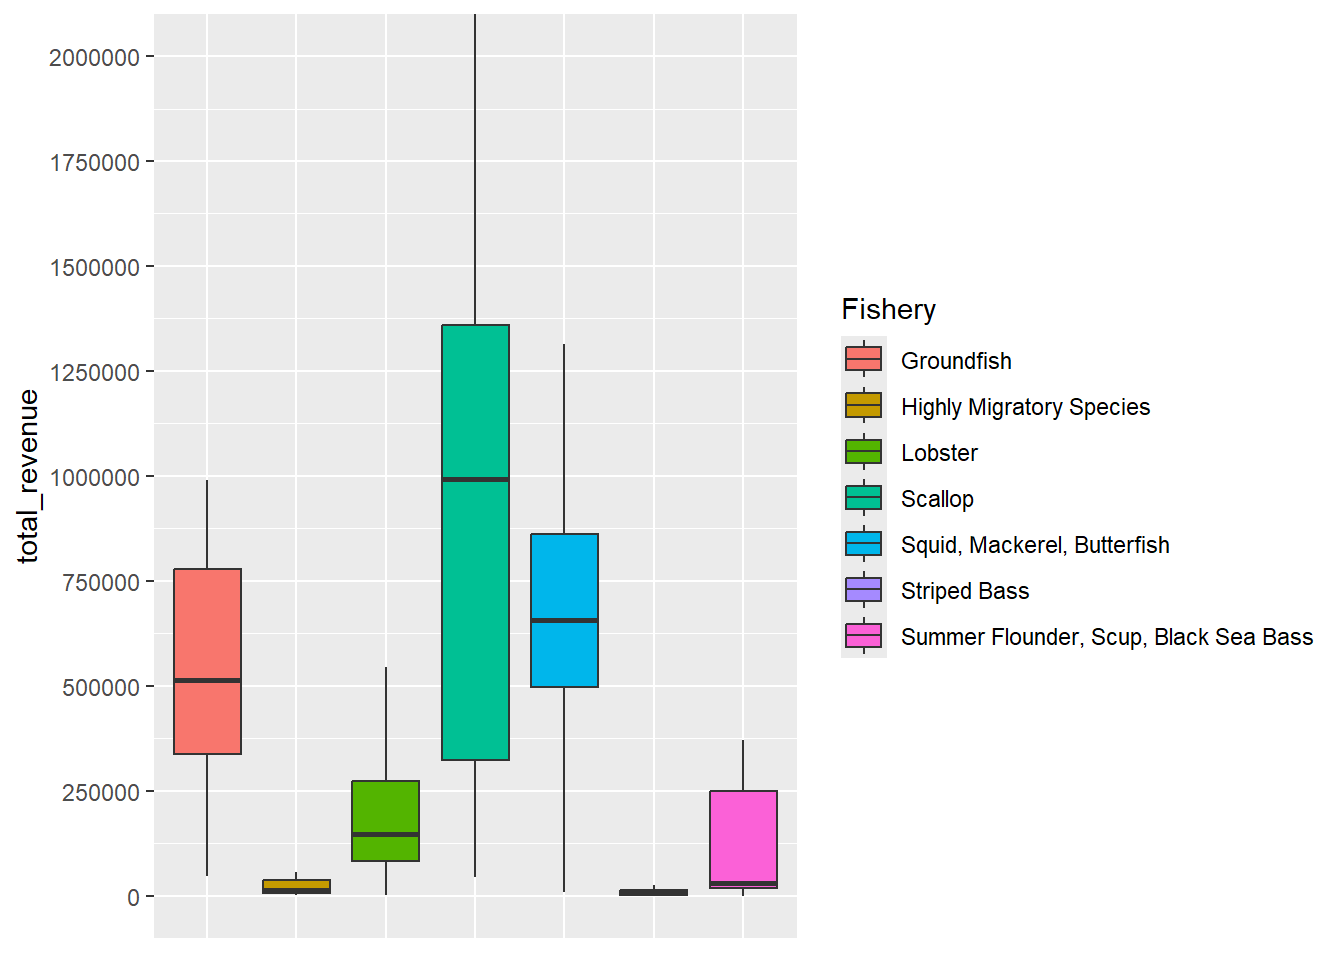 2000000
1750000
1500000
1250000
1000000
750000
500000
250000
0
total_revenue
Fishery
Groundfish
Highly Migratory Species
Lobster
Scallop
Squid, Mackerel, Butterfish
Striped Bass
Summer Flounder, Scup, Black Sea Bass